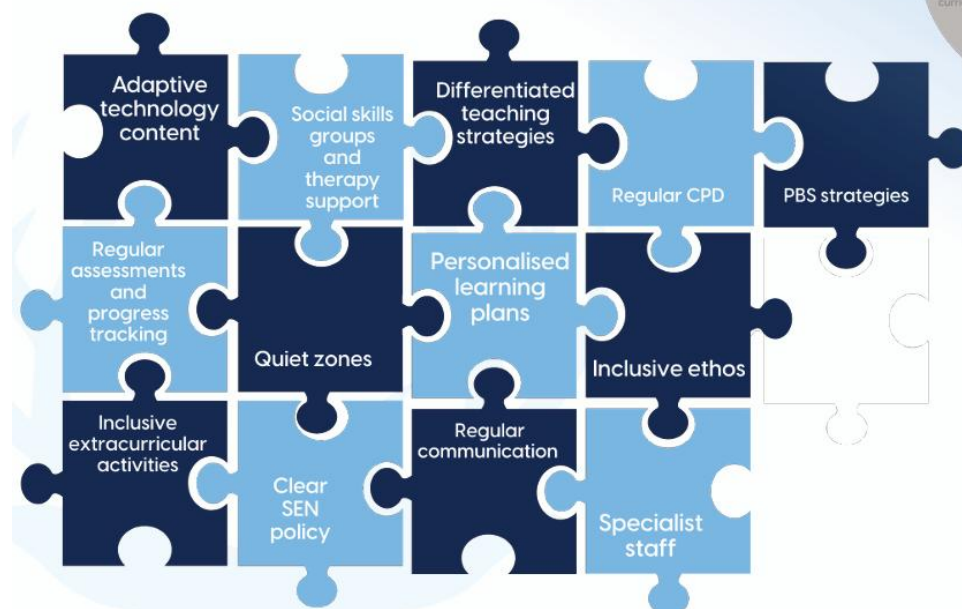 Adaptive
technology
content
Social skills
groups
and
therapy
support
Differentiated
teaching
strategies
Regular CPD
PBS strategies
Regular
assessments
and
progress
tracking
Quiet zones
Personalised
learning
plans
Inclusive ethos
Inclusive
extracurricular
activities
Clear
SEN
policy
Regular
communication
Specialist
staff